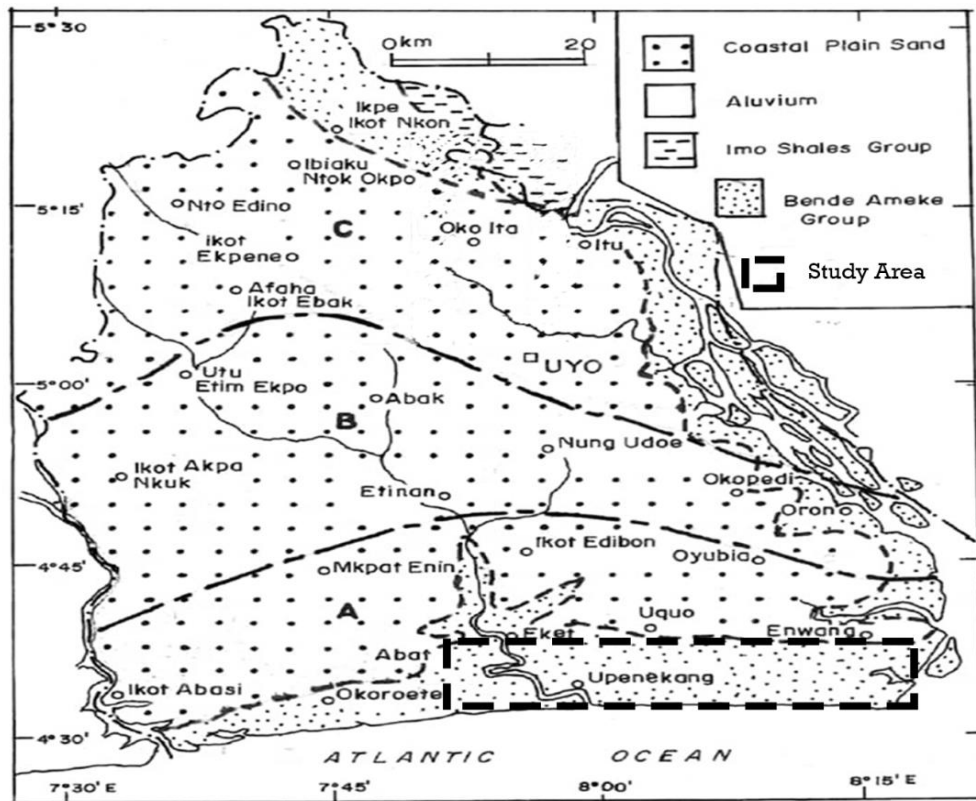 5° 30
0 km 20
Coastal Plain Sand
Aluvium
Imo Shales Group
Bende Ameke
Group
Study Area
Ikpe
Ikot Nkon
Ibiaku
Ntok Okpo
5° 15'
Nto Edino
C
Oko Ita
Itu
ikot
Ekpene
Afaha
Ikot Ebak
UYO
5° 00'
Utu
Etim Ekpo
Abak
B
Nung Udoe
Ikot Akpa
Nkuk
Etinan
Okopedi
Oron
Ikot Edibon
4° 45'
Mkpat Enin
Oyubia
A
Uquo
Eket
Enwang
Abat
Ikot Abasi
Okoroete
Upenekang
4° 30'
ATLANTIC OCEAN
7° 30' E
7° 45'
8° 00'
8° 15' E